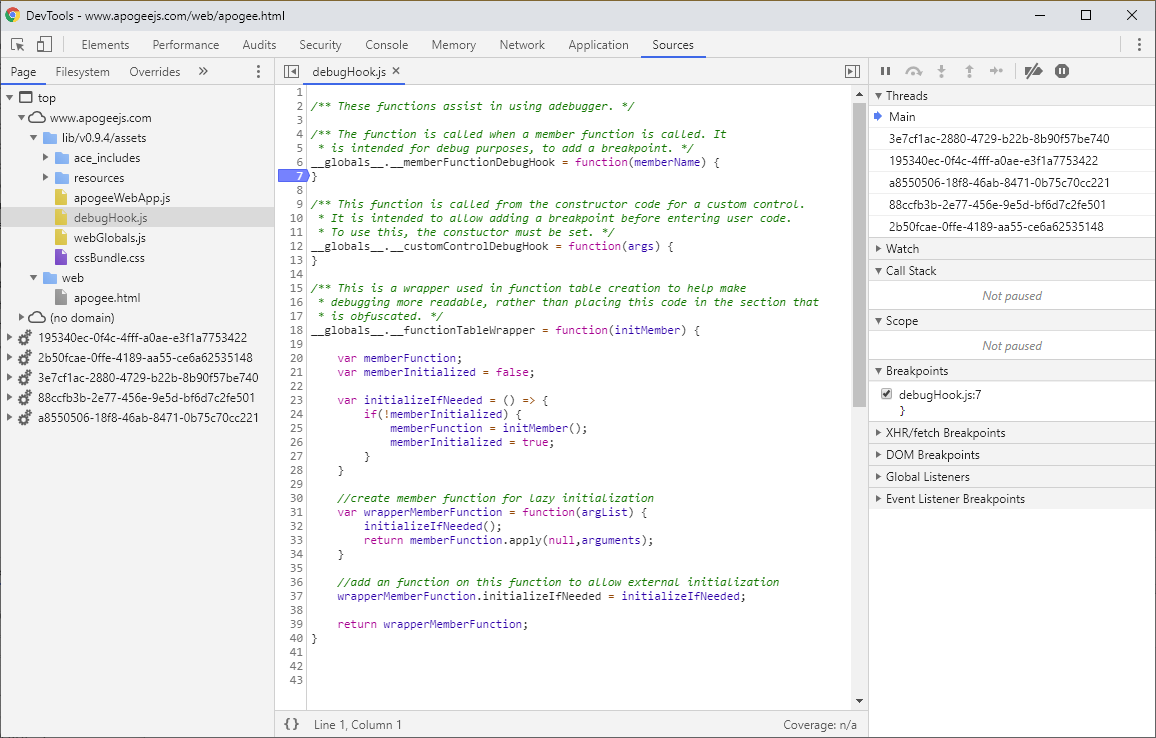 DevTools - www.apogeejs.com/web/apogee.html
Elements Performance Audits Security Console Memory Network Application Sources
Page Filesystem Overrides »
top
www.apogeejs.com
lib/v0.9.4/assets
ace_includes
resources
apogeeWebApp.js
debugHook.js
webGlobals.js
cssBundle.css
web
apogee.html
(no domain)
195340ec-0f4c-4fff-a0ae-e3f1a7753422
2b50fcae-0ffe-4189-aa55-ce6a62535148
3e7cf1ac-2880-4729-b22b-8b90f57be740
88ccfb3b-2e77-456e-9e5d-bf6d7c2fe501
a8550506-18f8-46ab-8471-0b75c70cc221
debugHook.js ×
1
2 /** These functions assist in using adebugger. */
3
4 /** The function is called when a member function is called. It
5 * is intended for debug purposes, to add a breakpoint. */
6 __globals__.__memberFunctionDebugHook = function(memberName) {
7 }
8
9 /** This function is called from the constructor code for a custom control.
10 * It is intended to allow adding a breakpoint before entering user code.
11 * To use this, the constuctor must be set. */
12 __globals__.__customControlDebugHook = function(args) {
13 }
14
15 /** This is a wrapper used in function table creation to help make
16 * debugging more readable, rather than placing this code in the section that
17 * is obfuscated. */
18 __globals__.__functionTableWrapper = function(initMember) {
19
20 var memberFunction;
21 var memberInitialized = false;
22
23 var initializeIfNeeded = () => {
24 if(!memberInitialized) {
25 memberFunction = initMember();
26 memberInitialized = true;
27 }
28 }
29
30 //create member function for lazy initialization
31 var wrapperMemberFunction = function(argList) {
32 initializeIfNeeded();
33 return memberFunction.apply(null,arguments);
34 }
35
36 //add an function on this function to allow external initialization
37 wrapperMemberFunction.initializeIfNeeded = initializeIfNeeded;
38
39 return wrapperMemberFunction;
40 }
41
42
43
{} Line 1, Column 1 Coverage: n/a
Threads
Main
3e7cf1ac-2880-4729-b22b-8b90f57be740
195340ec-0f4c-4fff-a0ae-e3f1a7753422
a8550506-18f8-46ab-8471-0b75c70cc221
88ccfb3b-2e77-456e-9e5d-bf6d7c2fe501
2b50fcae-0ffe-4189-aa55-ce6a62535148
Watch
Call Stack
Not paused
Scope
Not paused
Breakpoints
debugHook.js:7
}
XHR/fetch Breakpoints
DOM Breakpoints
Global Listeners
Event Listener Breakpoints